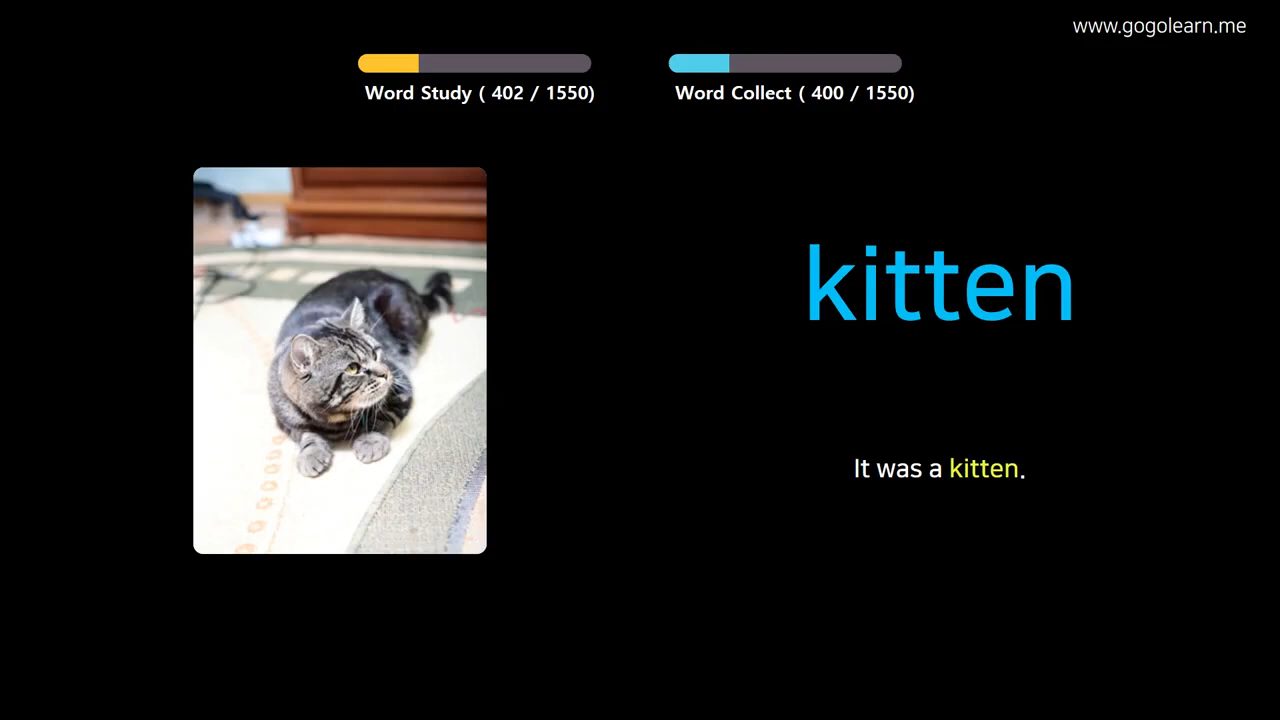 www.gogolearn.me
Word Study ( 402 / 1550)
Word Collect ( 400 / 1550)
kitten
It was a kitten.